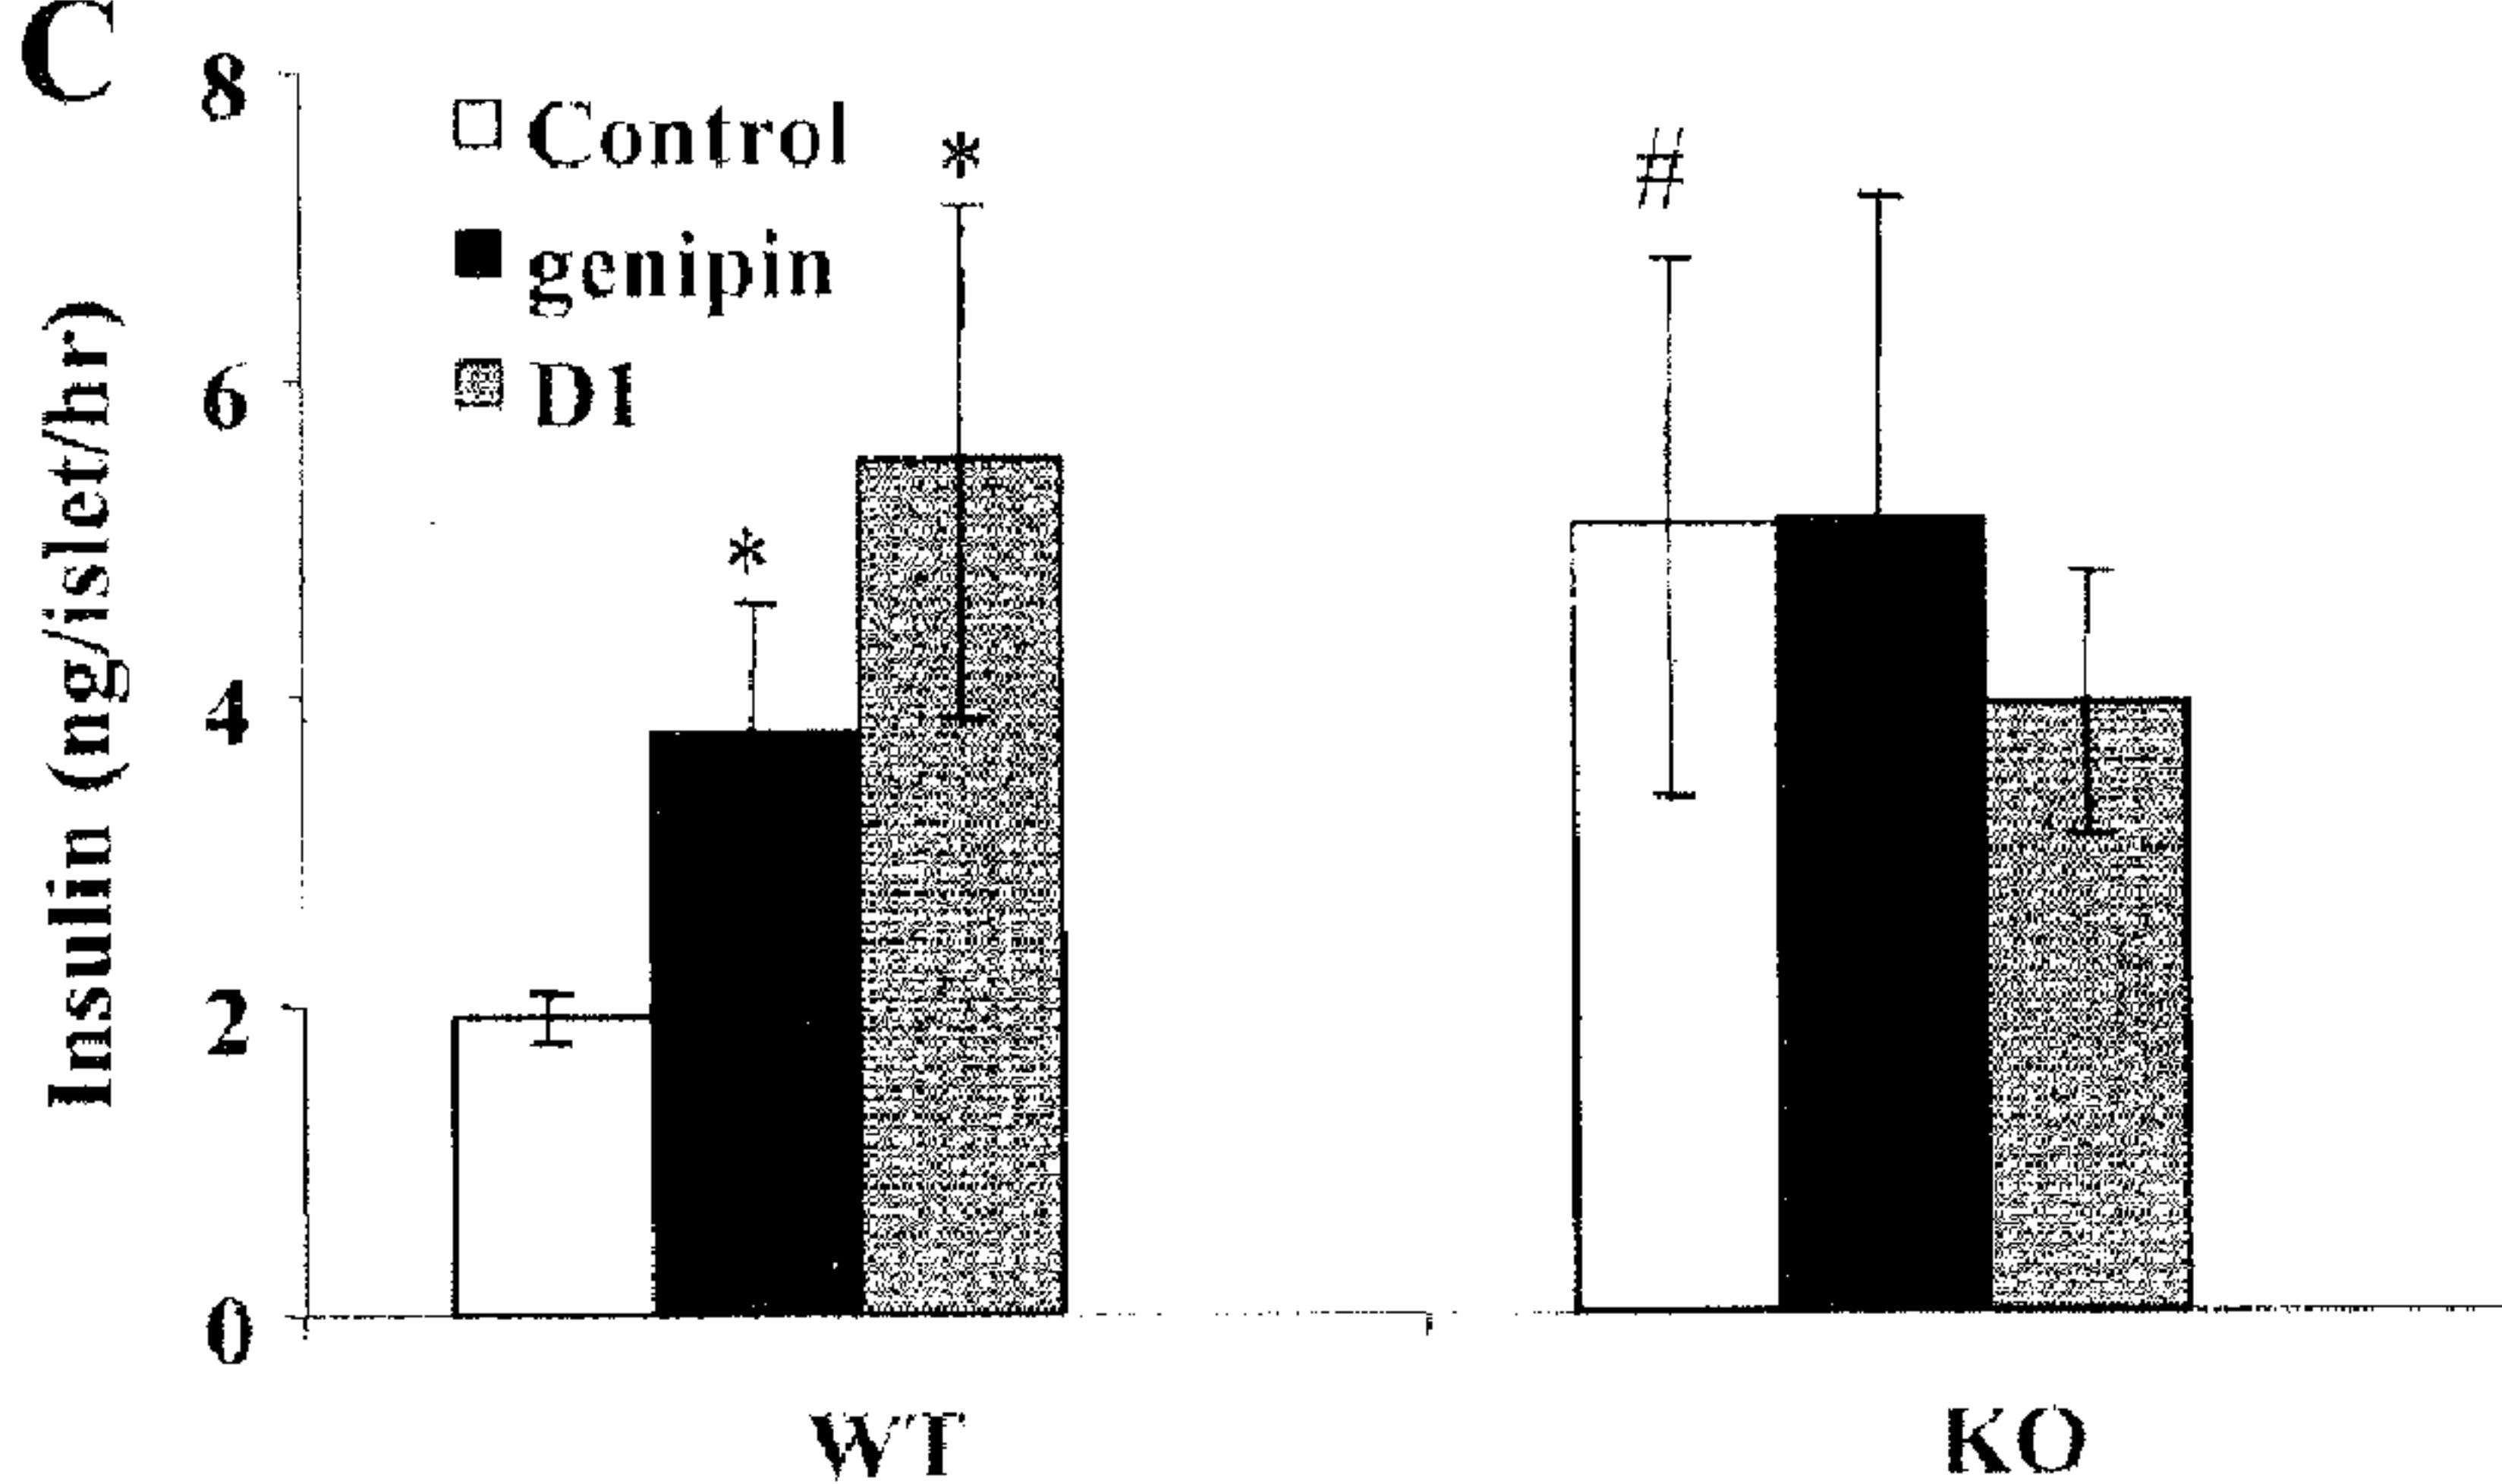 C
8
6
4
2
0
Insulin (ng/islet/hr)
Control
genipin
D1
*
*
#
WT
KO